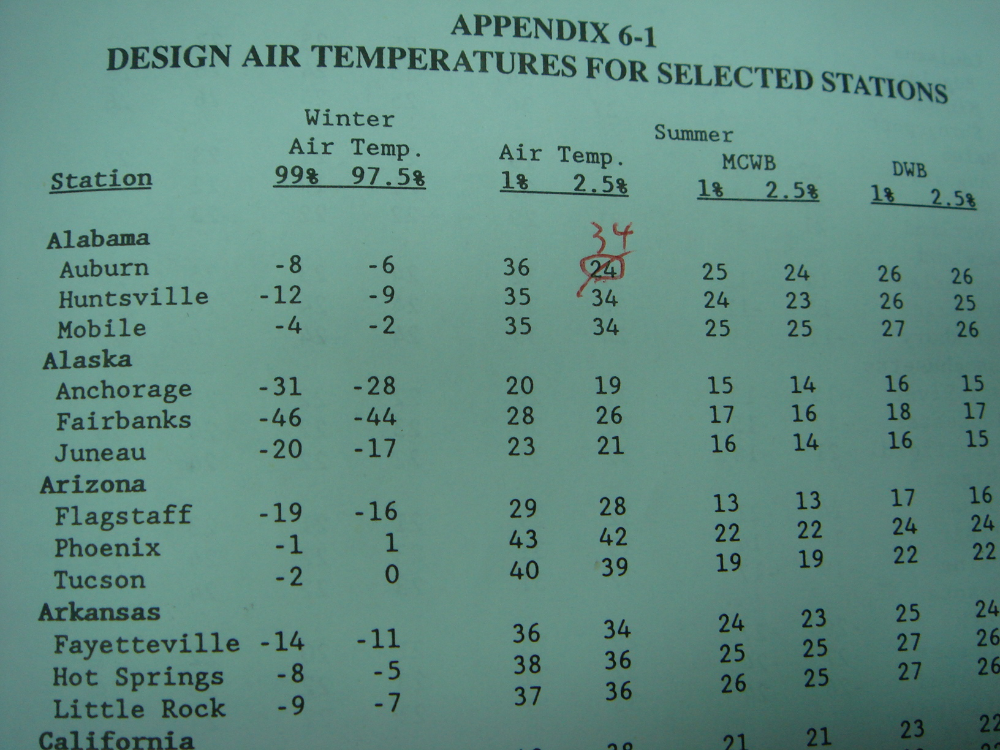 APPENDIX 6-1
DESIGN AIR TEMPERATURES FOR SELECTED STATIONS
Winter Summer
Air Temp. Air Temp. MCWB DWB
Station 99% 97.5% 1% 2.5% 1% 2.5% 1% 2.5%
34
Alabama
Auburn -8 -6 36 24 25 24 26 26
Huntsville -12 -9 35 34 24 23 26 25
Mobile -4 -2 35 34 25 25 27 26
Alaska
Anchorage -31 -28 20 19 15 14 16 15
Fairbanks -46 -44 28 26 17 16 18 17
Juneau -20 -17 23 21 16 14 16 15
Arizona
Flagstaff -19 -16 29 28 13 13 17 16
Phoenix -1 1 43 42 22 22 24 24
Tucson -2 0 40 39 19 19 22 22
Arkansas
Fayetteville -14 -11 36 34 24 23 25 24
Hot Springs -8 -5 38 36 25 25 27 26
Little Rock -9 -7 37 36 26 25 27 26
California
21 21 23 22